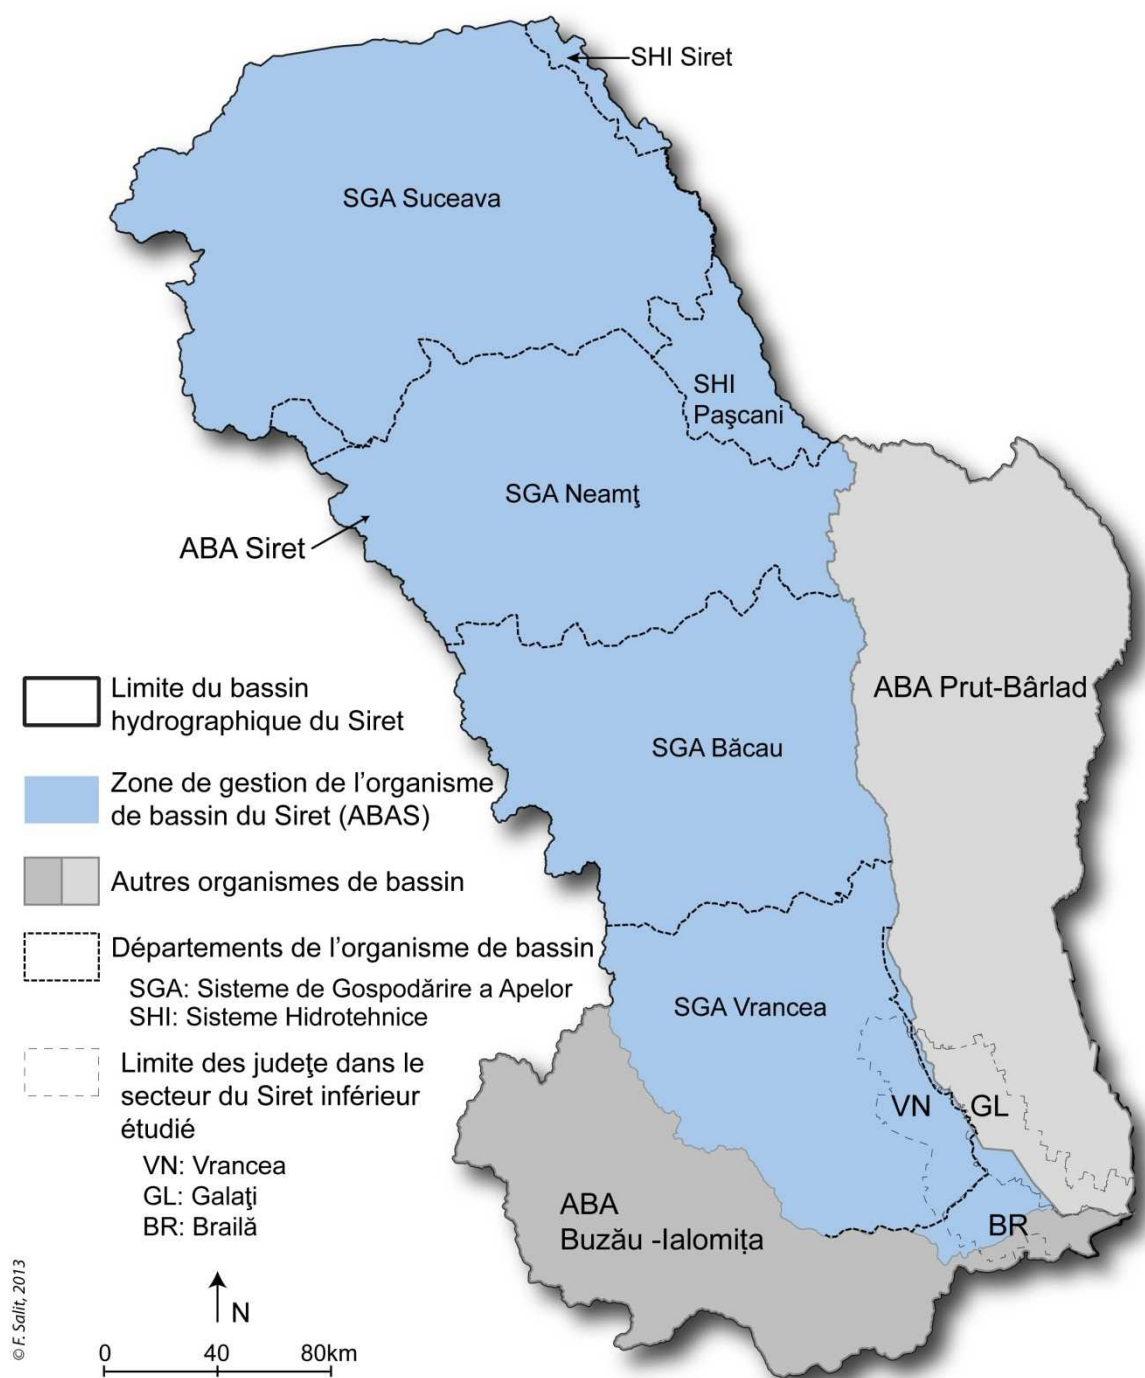 SHI Siret
SGA Suceava
SHI
Paşcani
SGA Neamţ
ABA Siret
ABA Prut-Bârlad
SGA Băcau
SGA Vrancea
VN
GL
BR
ABA
Buzău -Ialomița
Limite du bassin
hydrographique du Siret
Zone de gestion de l’organisme
de bassin du Siret (ABAS)
Autres organismes de bassin
Départements de l’organisme de bassin
SGA: Sisteme de Gospodărire a Apelor
SHI: Sisteme Hidrotehnice
Limite des judeţe dans le
secteur du Siret inférieur
étudié
VN: Vrancea
GL: Galaţi
BR: Brailă
N
0 40 80km
© F. Salit, 2013